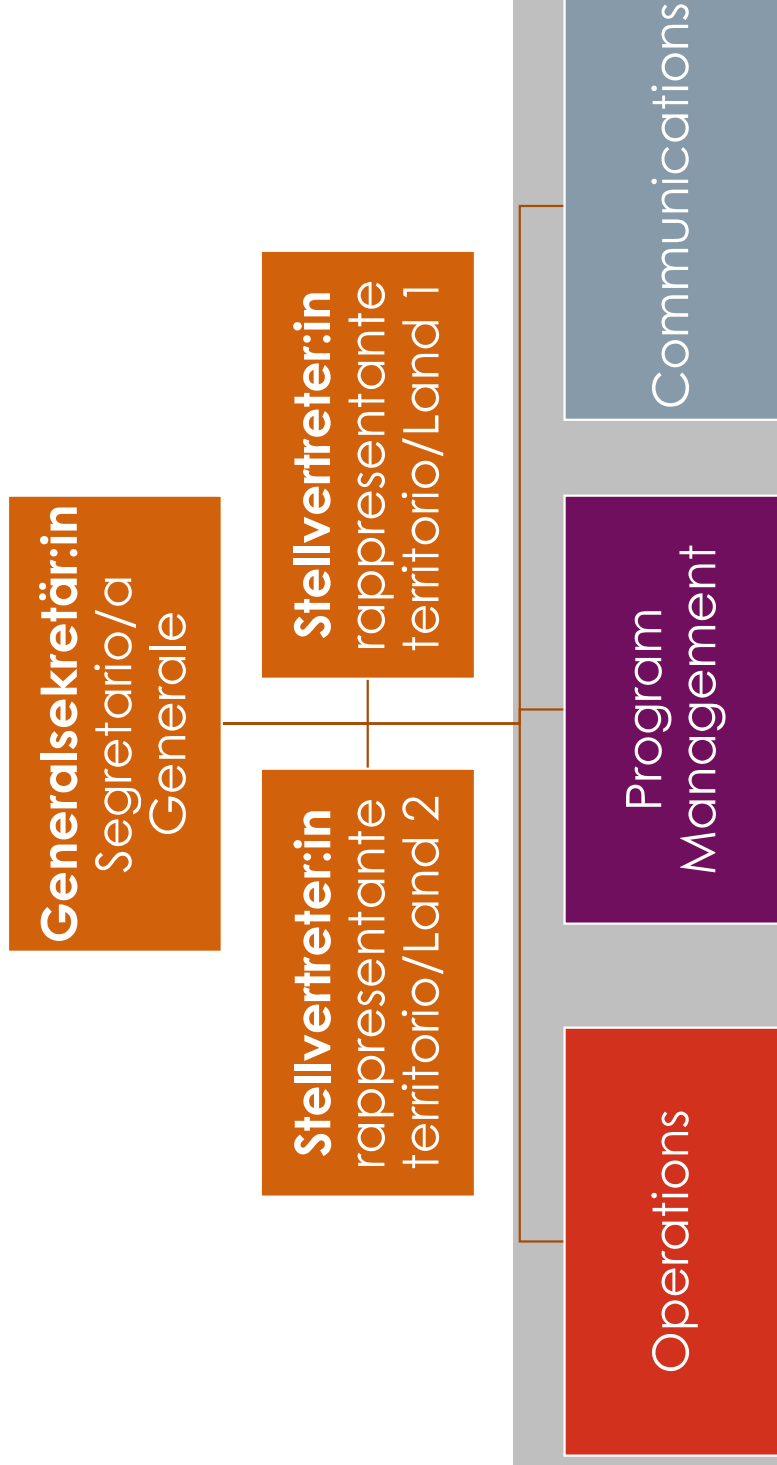 Generalsekretär:in
Segretario/a
Generale
Stellvertreter:in
rappresentante
territorio/Land 2
Stellvertreter:in
rappresentante
territorio/Land 1
Operations
Program
Management
Communications